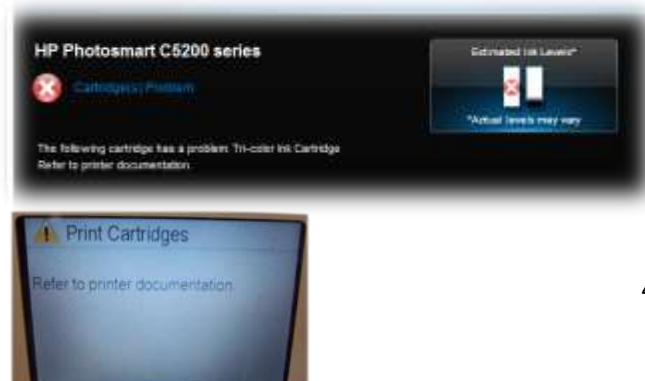 HP Photosmart C5200 series
Estimated Ink Levels*
Cartridge(s) Problem
*Actual levels may vary
The following cartridge has a problem: Tri-color Ink Cartridge
Refer to printer documentation.
Print Cartridges
Refer to printer documentation.